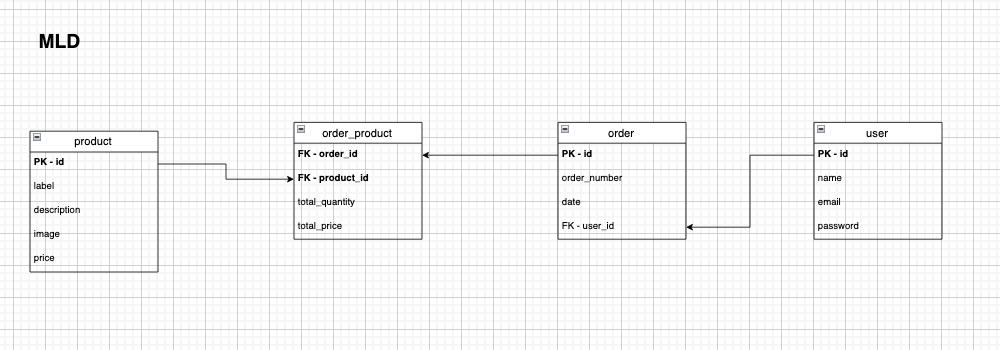 MLD
product
PK - id
label
description
image
price
order_product
FK - order_id
FK - product_id
total_quantity
total_price
order
PK - id
order_number
date
FK - user_id
user
PK - id
name
email
password